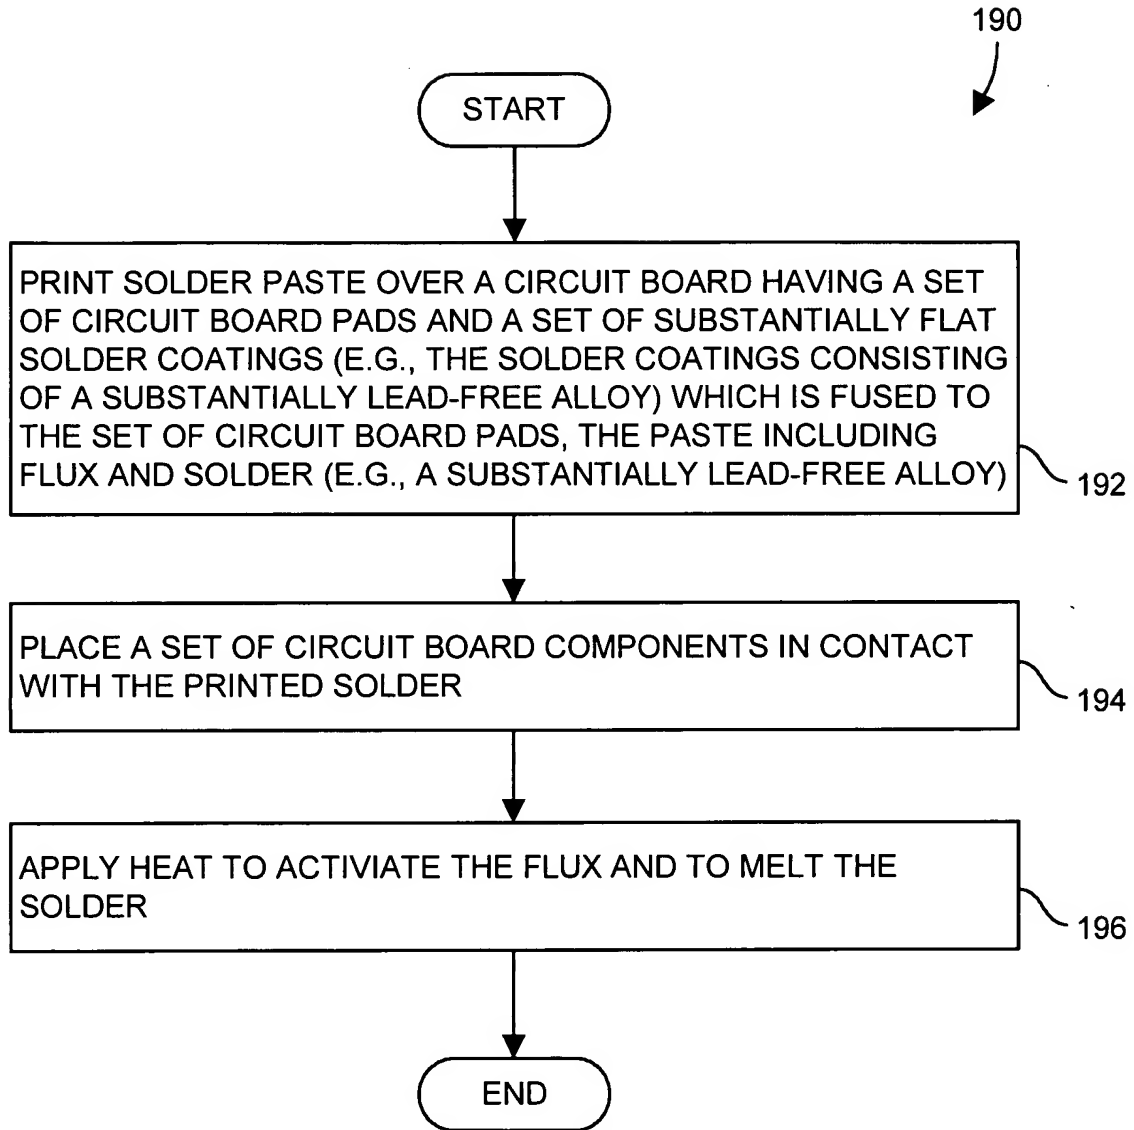 190
START
PRINT SOLDER PASTE OVER A CIRCUIT BOARD HAVING A SET
OF CIRCUIT BOARD PADS AND A SET OF SUBSTANTIALLY FLAT
SOLDER COATINGS (E.G., THE SOLDER COATINGS CONSISTING
OF A SUBSTANTIALLY LEAD-FREE ALLOY) WHICH IS FUSED TO
THE SET OF CIRCUIT BOARD PADS, THE PASTE INCLUDING
FLUX AND SOLDER (E.G., A SUBSTANTIALLY LEAD-FREE ALLOY)
192
PLACE A SET OF CIRCUIT BOARD COMPONENTS IN CONTACT
WITH THE PRINTED SOLDER
194
APPLY HEAT TO ACTIVIATE THE FLUX AND TO MELT THE
SOLDER
196
END